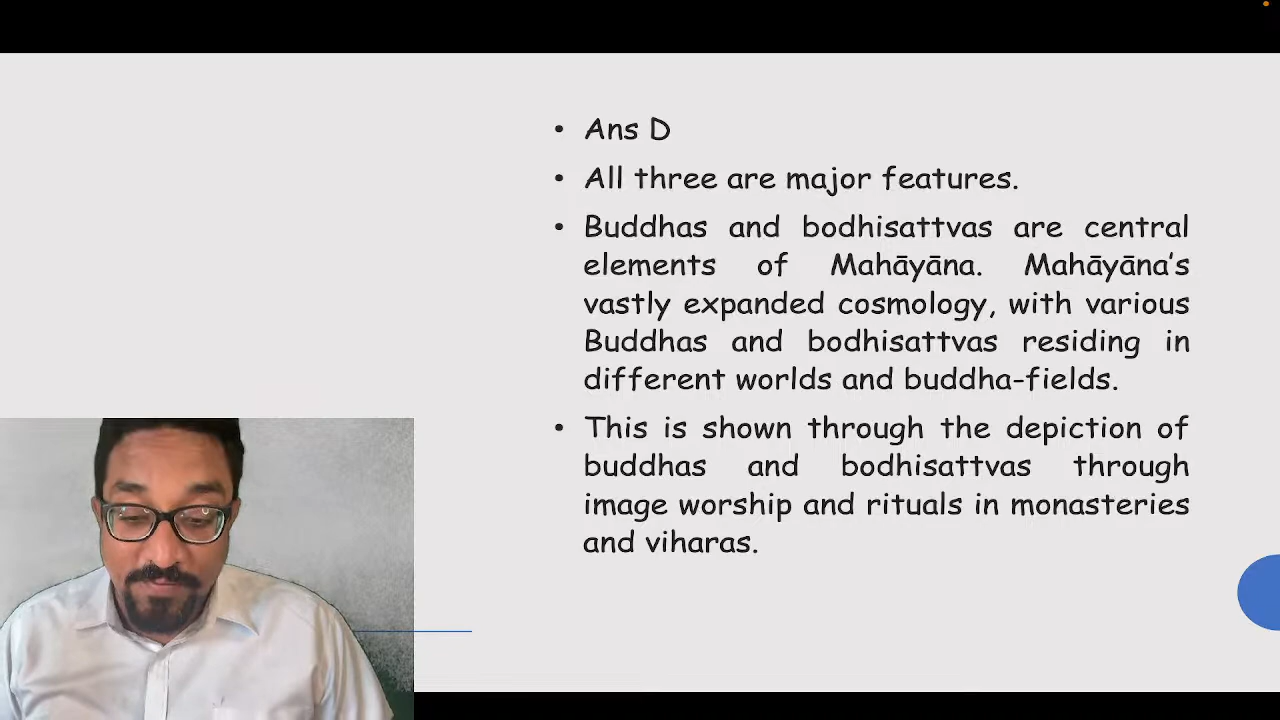 • Ans D
• All three are major features.
• Buddhas and bodhisattvas are central
elements of Mahāyāna. Mahāyāna's
vastly expanded cosmology, with various
Buddhas and bodhisattvas residing in
different worlds and buddha-fields.
• This is shown through the depiction of
buddhas and bodhisattvas through
image worship and rituals in monasteries
and viharas.